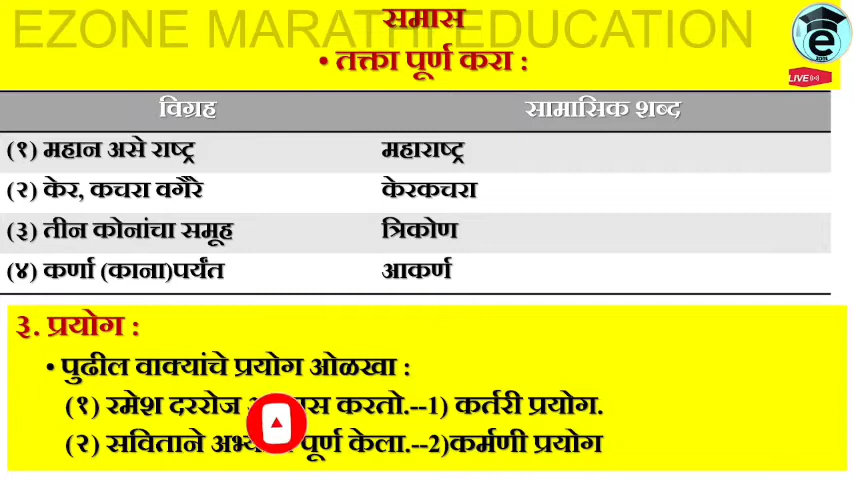 EZONE MARATHI EDUCATION
समास
• तक्ता पूर्ण करा :
e
LIVE
विग्रह सामासिक शब्द
(१) महान असे राष्ट्र महाराष्ट्र
(२) केर, कचरा वगैरे केरकचरा
(३) तीन कोनांचा समूह त्रिकोण
(४) कर्णा (काना)पर्यंत आकर्ण
३. प्रयोग :
• पुढील वाक्यांचे प्रयोग ओळखा :
(१) रमेश दररोज करतो.--1) कर्तरी प्रयोग.
(२) सविताने पूर्ण केला.--2)कर्मणी प्रयोग